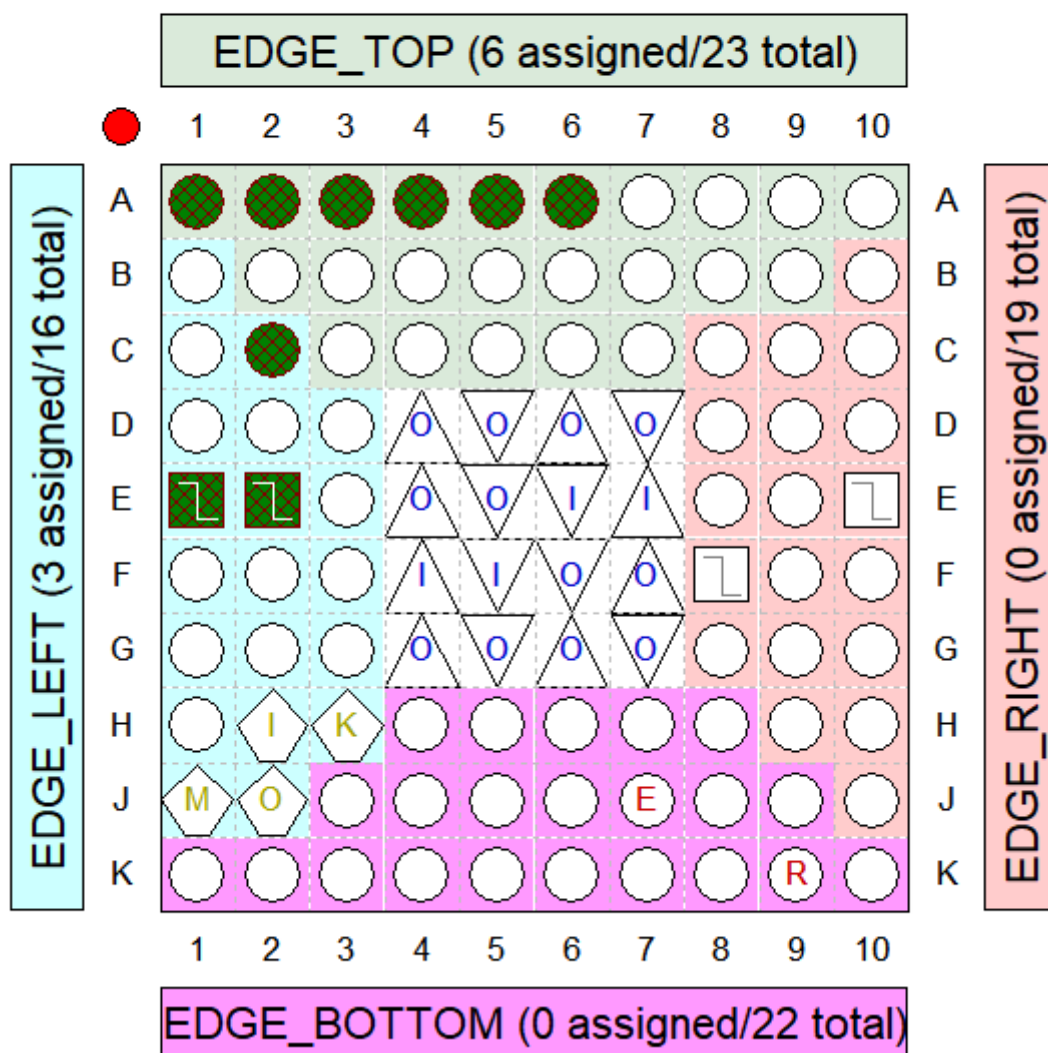 EDGE_TOP (6 assigned/23 total)
1 2 3 4 5 6 7 8 9 10
EDGE_LEFT (3 assigned/16 total)
EDGE_RIGHT (0 assigned/19 total)
A A
B B
C C
D O O O O D
E O O I I E
F I I O O F
G O O O O G
H I K H
J M O E J
K R K
1 2 3 4 5 6 7 8 9 10
EDGE_BOTTOM (0 assigned/22 total)